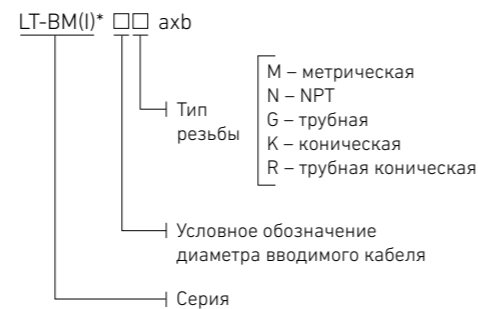 LT-BM(I)* □□ axb
Тип
резьбы
M – метрическая
N – NPT
G – трубная
K – коническая
R – трубная коническая
Условное обозначение
диаметра вводимого кабеля
Серия